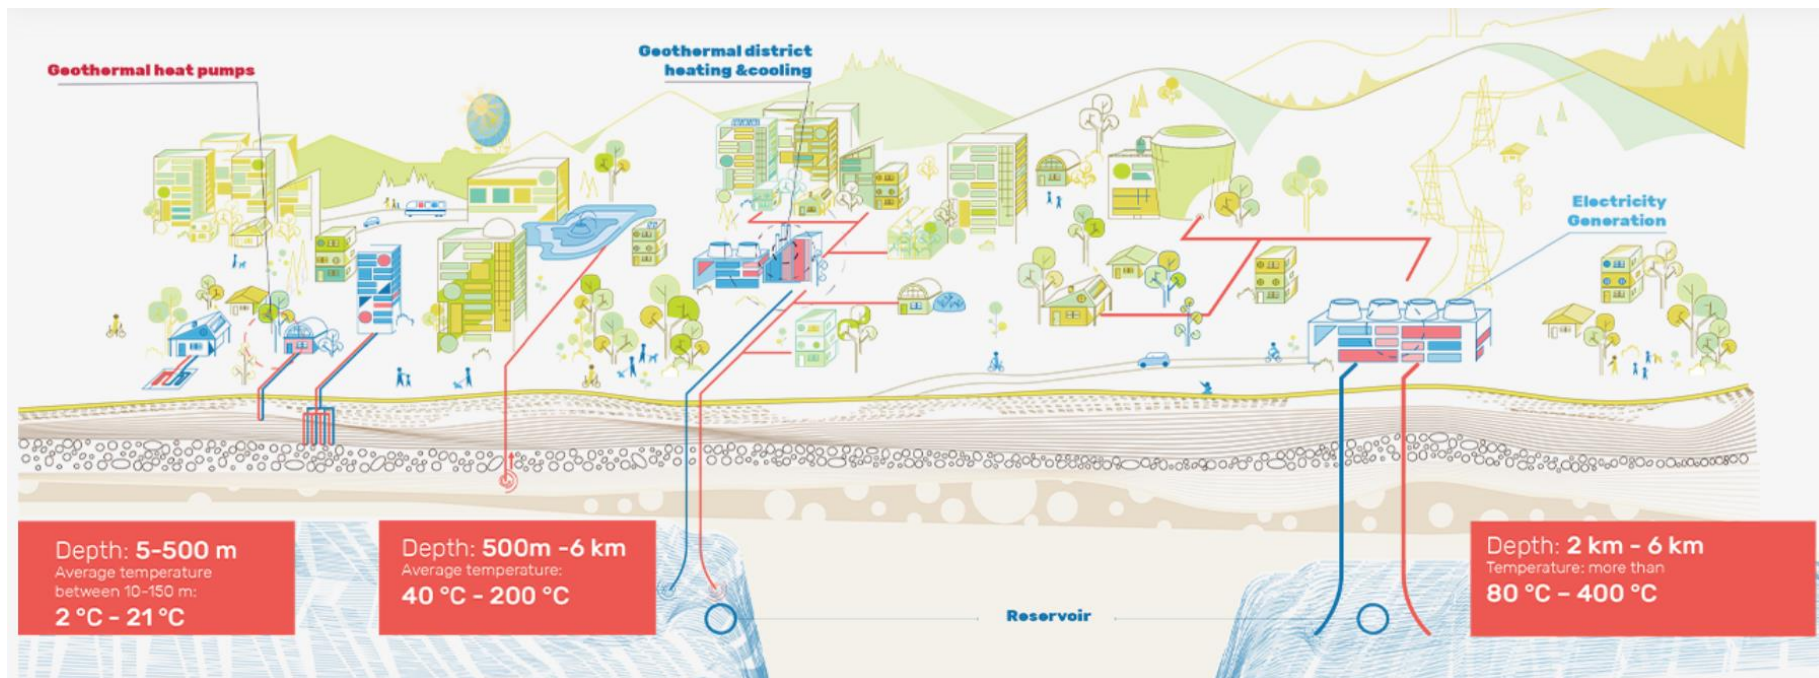 Geothermal heat pumps
Geothermal district
heating &cooling
Electricity
Generation
Depth: 5-500 m
Average temperature
between 10-150 m:
2 °C - 21 °C
Depth: 500m -6 km
Average temperature:
40 °C - 200 °C
Reservoir
Depth: 2 km - 6 km
Temperature: more than
80 °C – 400 °C